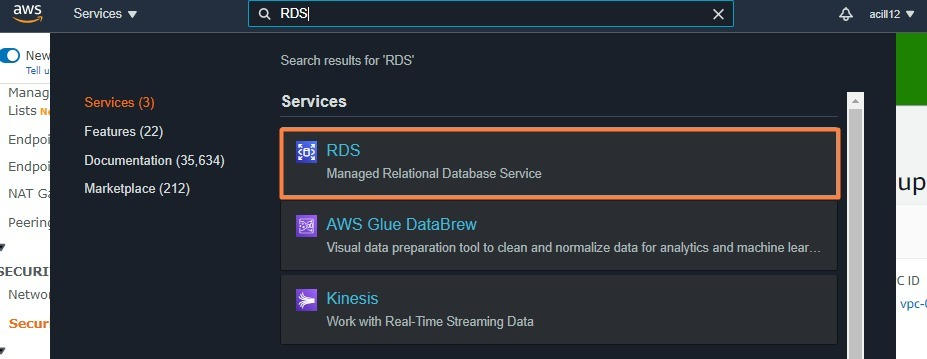 aws
Services ▼
RDS
acill12 ▼
New
Tell u
Manag
Lists Ne
Endpoi
Endpoi
NAT Ga
Peering
SECURI
Networ
Secur
Search results for 'RDS'
Services (3)
Features (22)
Documentation (35,634)
Marketplace (212)
Services
RDS
Managed Relational Database Service
AWS Glue DataBrew
Visual data preparation tool to clean and normalize data for analytics and machine lear...
Kinesis
Work with Real-Time Streaming Data
up
C ID
vpc-0